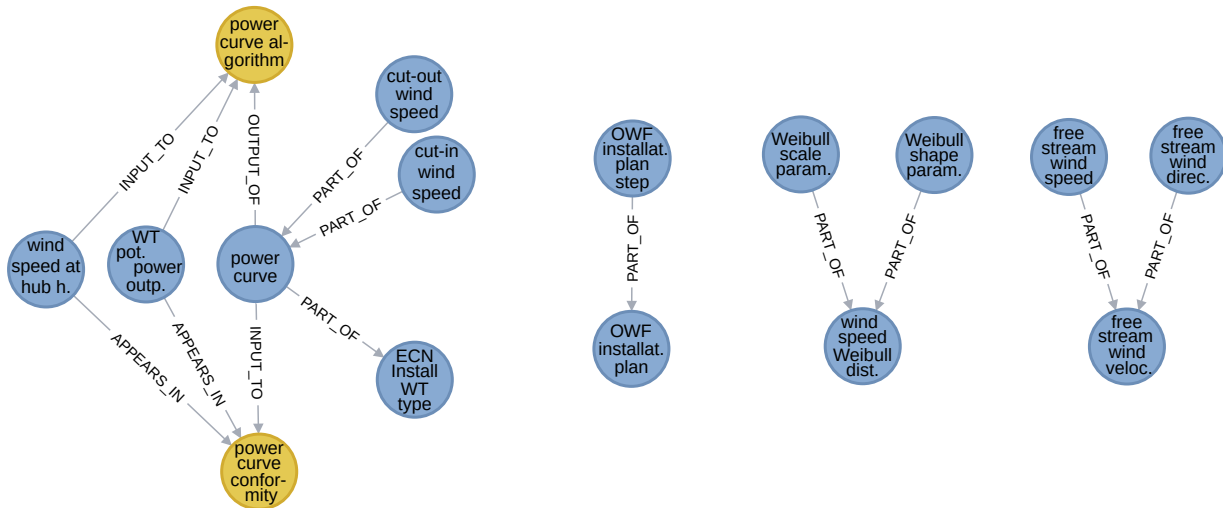 power
curve al-
gorithm
cut-out
wind
speed
cut-in
wind
speed
INPUT_TO
INPUT_TO
OUTPUT_OF
PART_OF
PART_OF
wind
speed at
hub h.
WT
pot.
power
outp.
power
curve
APPEARS_IN
APPEARS_IN
INPUT_TO
PART_OF
ECN
Install
WT
type
power
curve
confor-
mity
OWF
installat.
plan
step
PART_OF
OWF
installat.
plan
Weibull
scale
param.
Weibull
shape
param.
PART_OF
PART_OF
wind
speed
Weibull
dist.
free
stream
wind
speed
free
stream
wind
direc.
PART_OF
PART_OF
free
stream
wind
veloc.